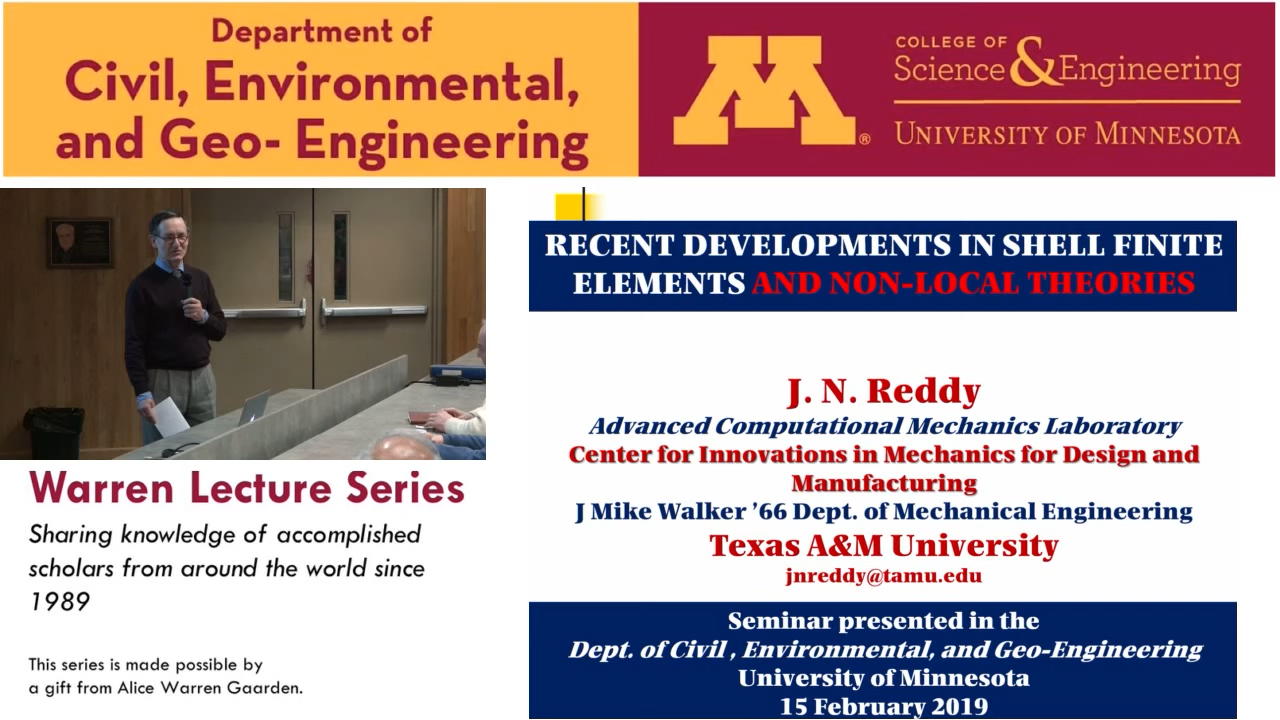 Department of
Civil, Environmental,
and Geo- Engineering
M
®
COLLEGE OF
Science & Engineering
UNIVERSITY OF MINNESOTA
RECENT DEVELOPMENTS IN SHELL FINITE
ELEMENTS AND NON-LOCAL THEORIES
J. N. Reddy
Advanced Computational Mechanics Laboratory
Center for Innovations in Mechanics for Design and
Manufacturing
J Mike Walker ’66 Dept. of Mechanical Engineering
Texas A&M University
jnreddy@tamu.edu
Seminar presented in the
Dept. of Civil , Environmental, and Geo-Engineering
University of Minnesota
15 February 2019
Warren Lecture Series
Sharing knowledge of accomplished
scholars from around the world since
1989
This series is made possible by
a gift from Alice Warren Gaarden.